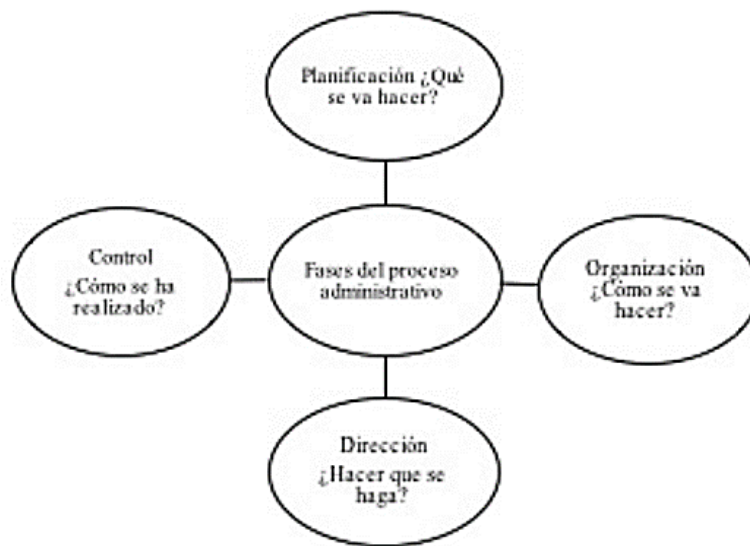 Planificación ¿Qué
se va hacer?
Control
¿Cómo se ha
realizado?
Fases del proceso
administrativo
Organización
¿Cómo se va
hacer?
Dirección
¿Hacer que se
haga?